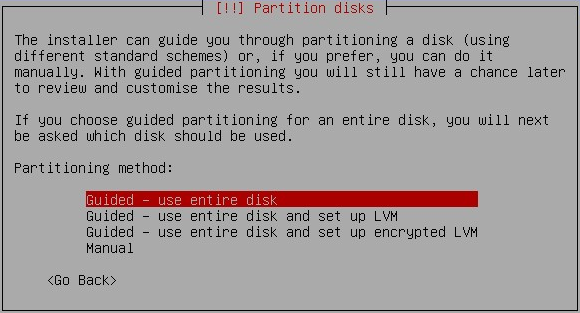 [!!] Partition disks
The installer can guide you through partitioning a disk (using
different standard schemes) or, if you prefer, you can do it
manually. With guided partitioning you will still have a chance later
to review and customise the results.
If you choose guided partitioning for an entire disk, you will next
be asked which disk should be used.
Partitioning method:
Guided – use entire disk
Guided – use entire disk and set up LVM
Guided – use entire disk and set up encrypted LVM
Manual
<Go Back>